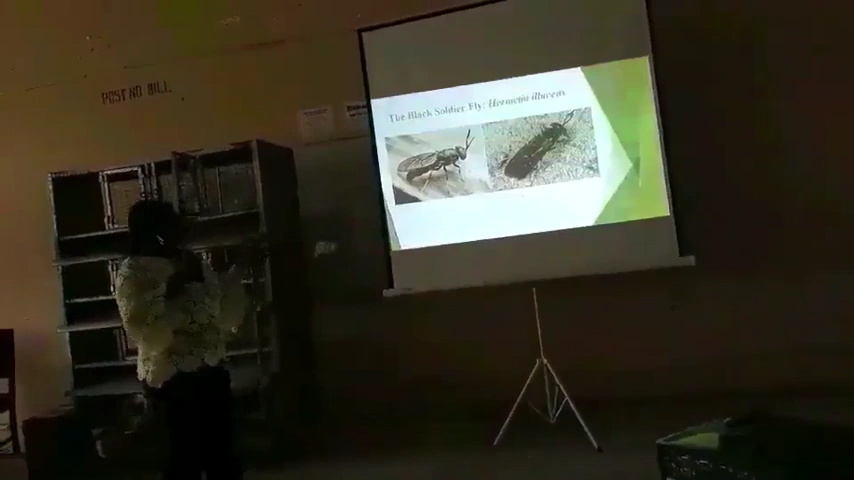 POST NO BILL
The Black Soldier Fly: Hermetia illucens